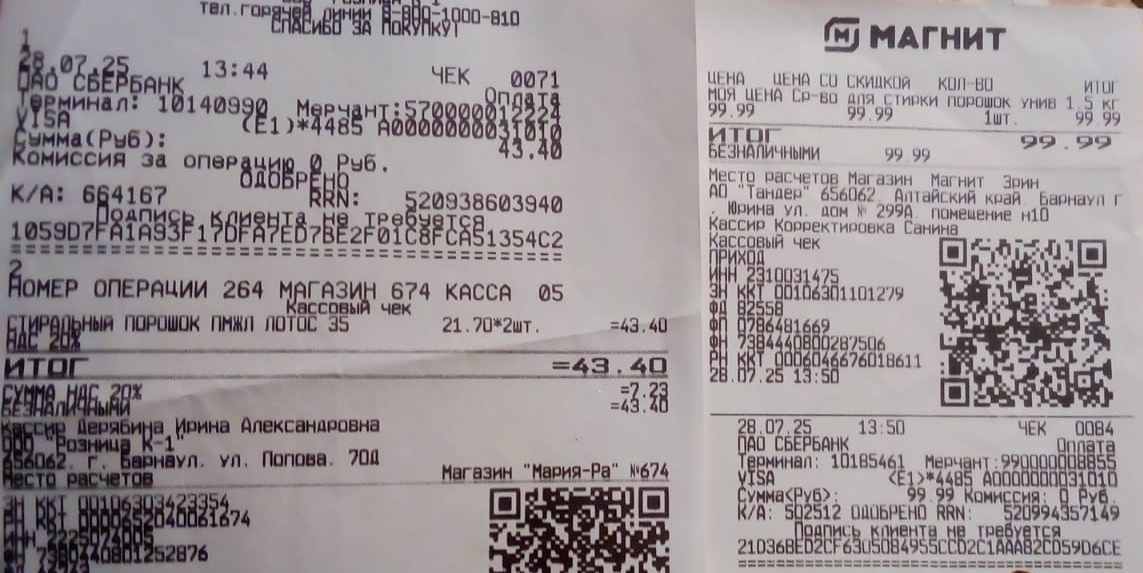 тел.горячей линии 8-800-1000-810
СПАСИБО ЗА ПОКУПКУ!
1
28.07.25 13:44 ЧЕК 0071
ПАО СБЕРБАНК Оплата
Терминал: 10140990 Мерчант:570000012224
VISA (E1)*4485 A0000000031010
Сумма(Руб): 43.40
Комиссия за операцию 0 Руб.
ОДОБРЕНО
К/А: 664167 RRN: 520938603940
Подпись клиента не требуется
1059D7FA1A93F17DFA7ED7BE2F01C8FCA51354C2
========================================
2
НОМЕР ОПЕРАЦИИ 264 МАГАЗИН 674 КАССА 05
Кассовый чек
СТИРАЛЬНЫЙ ПОРОШОК ПМЖЛ ЛОТОС 35 21.70*2шт. =43.40
НДС 20%
ИТОГ =43.40
СУММА НДС 20% =7.23
БЕЗНАЛИЧНЫМИ =43.40
Кассир Дерябина Ирина Александровна
ООО "Розница К-1"
656062, г. Барнаул, ул. Попова, 70Д
Место расчетов Магазин "Мария-Ра" №674
ЗН ККТ 00106303423354
РН ККТ 0000652040061674
ИНН 2225074005
ФН 7380440801252876
МАГНИТ
ЦЕНА ЦЕНА СО СКИДКОЙ КОЛ-ВО ИТОГ
МОЯ ЦЕНА Ср-во для СТИРКИ ПОРОШОК УНИВ 1,5 кг
99.99 99.99 1шт. 99.99
ИТОГ 99.99
БЕЗНАЛИЧНЫМИ 99.99
Место расчетов Магазин Магнит Эрин
АО "Тандер" 656062, Алтайский край, Барнаул г
, Юрина ул, дом № 299А, помещение н10
Кассир Корректировка Санина
Кассовый чек
ПРИХОД
ИНН 2310031475
ЗН ККТ 00106301101279
ФД 82558
ФП 0786481669
ФН 7384440800287506
РН ККТ 0006046676018611
28.07.25 13:50
28.07.25 13:50 ЧЕК 0084
ПАО СБЕРБАНК Оплата
Терминал: 10185461 Мерчант:990000008855
VISA (E1)*4485 A0000000031010
Сумма(Руб): 99.99 Комиссия: 0 Руб.
К/А: 502512 ОДОБРЕНО RRN: 520994357149
Подпись клиента не требуется
21D36BED2CF6305084955CCD2C1AAA82CD59D6CE
========================================